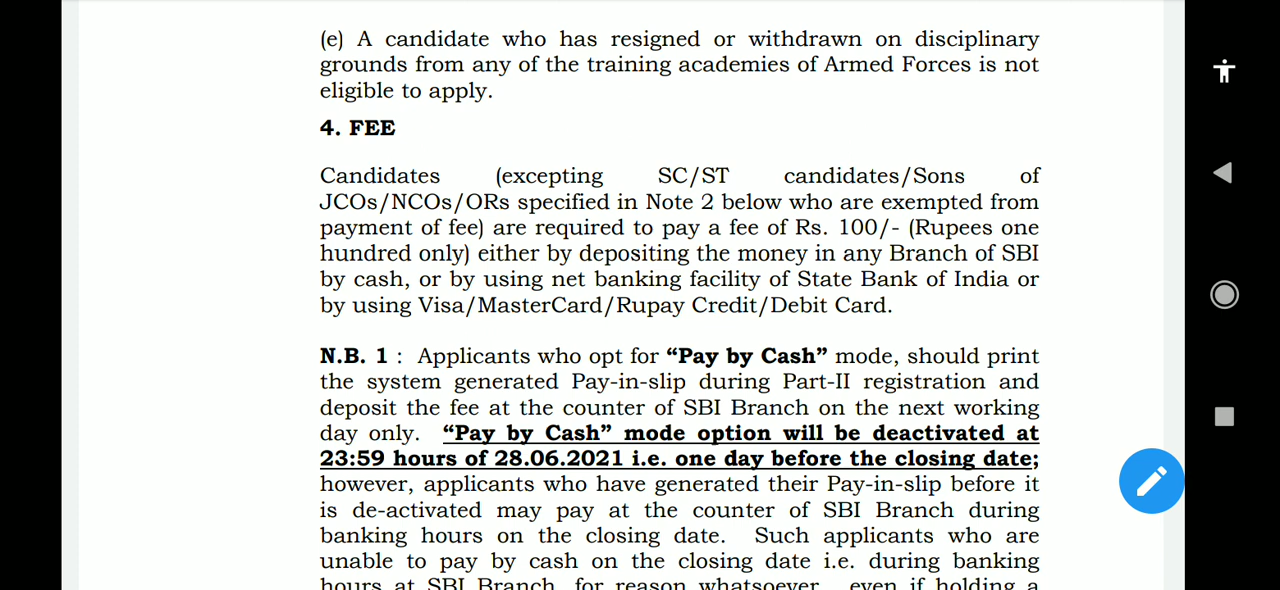 (e) A candidate who has resigned or withdrawn on disciplinary
grounds from any of the training academies of Armed Forces is not
eligible to apply.
4. FEE
Candidates (excepting SC/ST candidates/Sons of
JCOs/NCOs/ORs specified in Note 2 below who are exempted from
payment of fee) are required to pay a fee of Rs. 100/- (Rupees one
hundred only) either by depositing the money in any Branch of SBI
by cash, or by using net banking facility of State Bank of India or
by using Visa/MasterCard/Rupay Credit/Debit Card.
N.B. 1 : Applicants who opt for “Pay by Cash” mode, should print
the system generated Pay-in-slip during Part-II registration and
deposit the fee at the counter of SBI Branch on the next working
day only. “Pay by Cash” mode option will be deactivated at
23:59 hours of 28.06.2021 i.e. one day before the closing date;
however, applicants who have generated their Pay-in-slip before it
is de-activated may pay at the counter of SBI Branch during
banking hours on the closing date. Such applicants who are
unable to pay by cash on the closing date i.e. during banking
hours at SBI Branch, for reason whatsoever, even if holding a